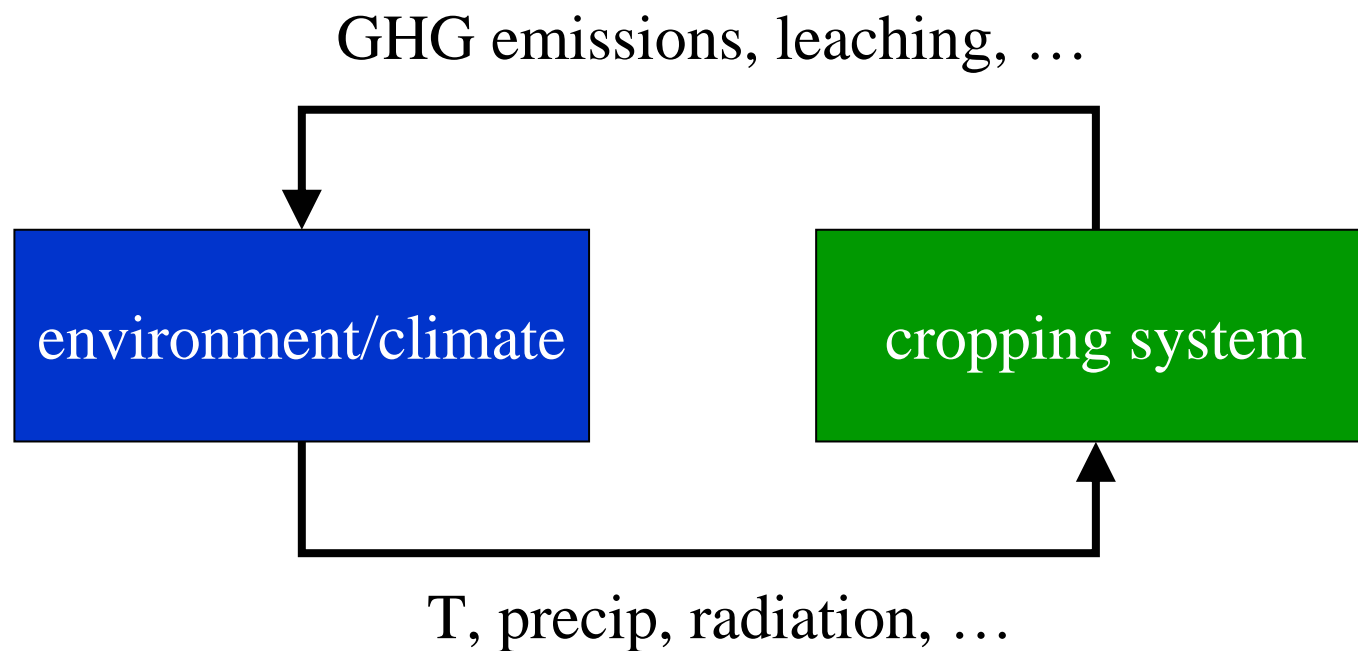 GHG emissions, leaching, …
environment/climate
cropping system
T, precip, radiation, …